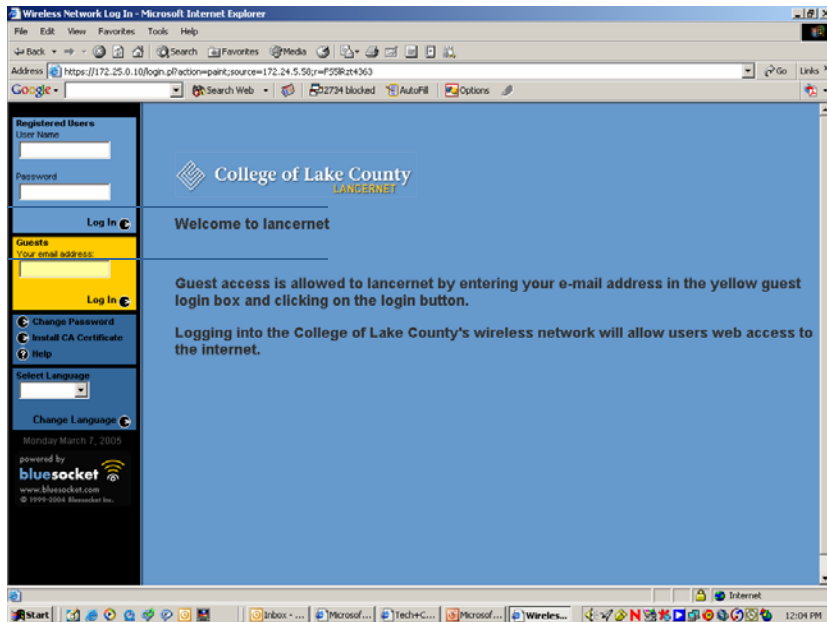 Wireless Network Log In - Microsoft Internet Explorer
File Edit View Favorites Tools Help
Back Search Favorites Media
Address https://172.25.0.10/login.pl?action=paint;source=172.24.5.50;r= Go Links
Google Search Web 2734 blocked AutoFill Options
Registered Users
User Name
Password
Log In
Guests
Your email address:
Log In
Change Password
Install CA Certificate
Help
Select Language
Change Language
Monday March 7, 2005
powered by
bluesocket
www.bluesocket.com
© 1999-2004 Bluesocket Inc.
College of Lake County
LANCERNET
Welcome to lancernet
Guest access is allowed to lancernet by entering your e-mail address in the yellow guest
login box and clicking on the login button.
Logging into the College of Lake County's wireless network will allow users web access to
the internet.
Internet
Start Inbox - ... Microsof... Tech+C... Microsof... Wireles... 12:04 PM